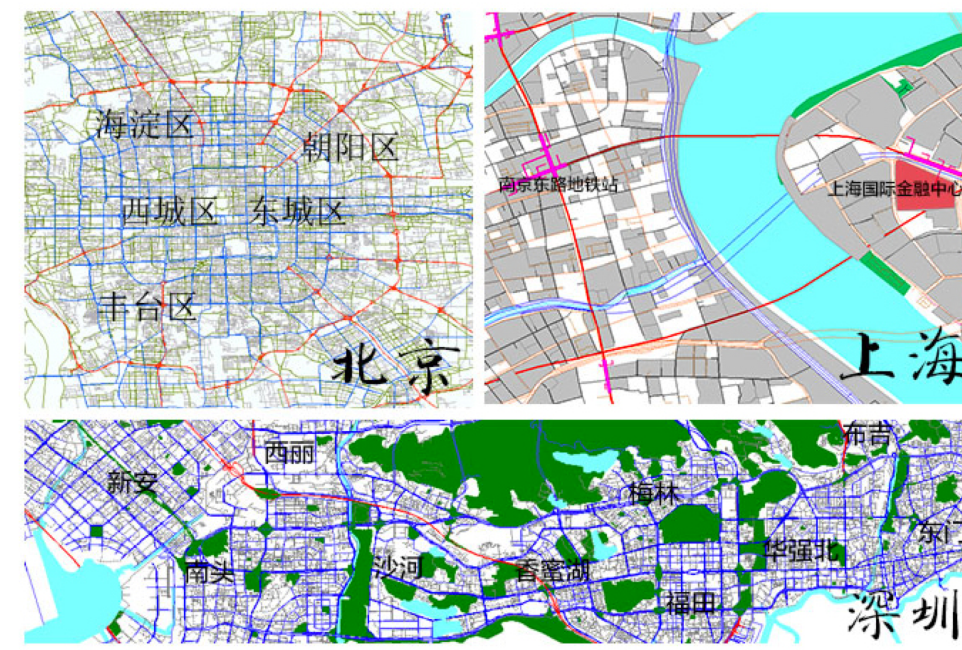 海淀区
朝阳区
西城区 东城区
丰台区
北京
南京东路地铁站
上海国际金融中心
上海
布吉
西丽
新安
梅林
华强北
东门
南头
沙河
香蜜湖
福田
深圳